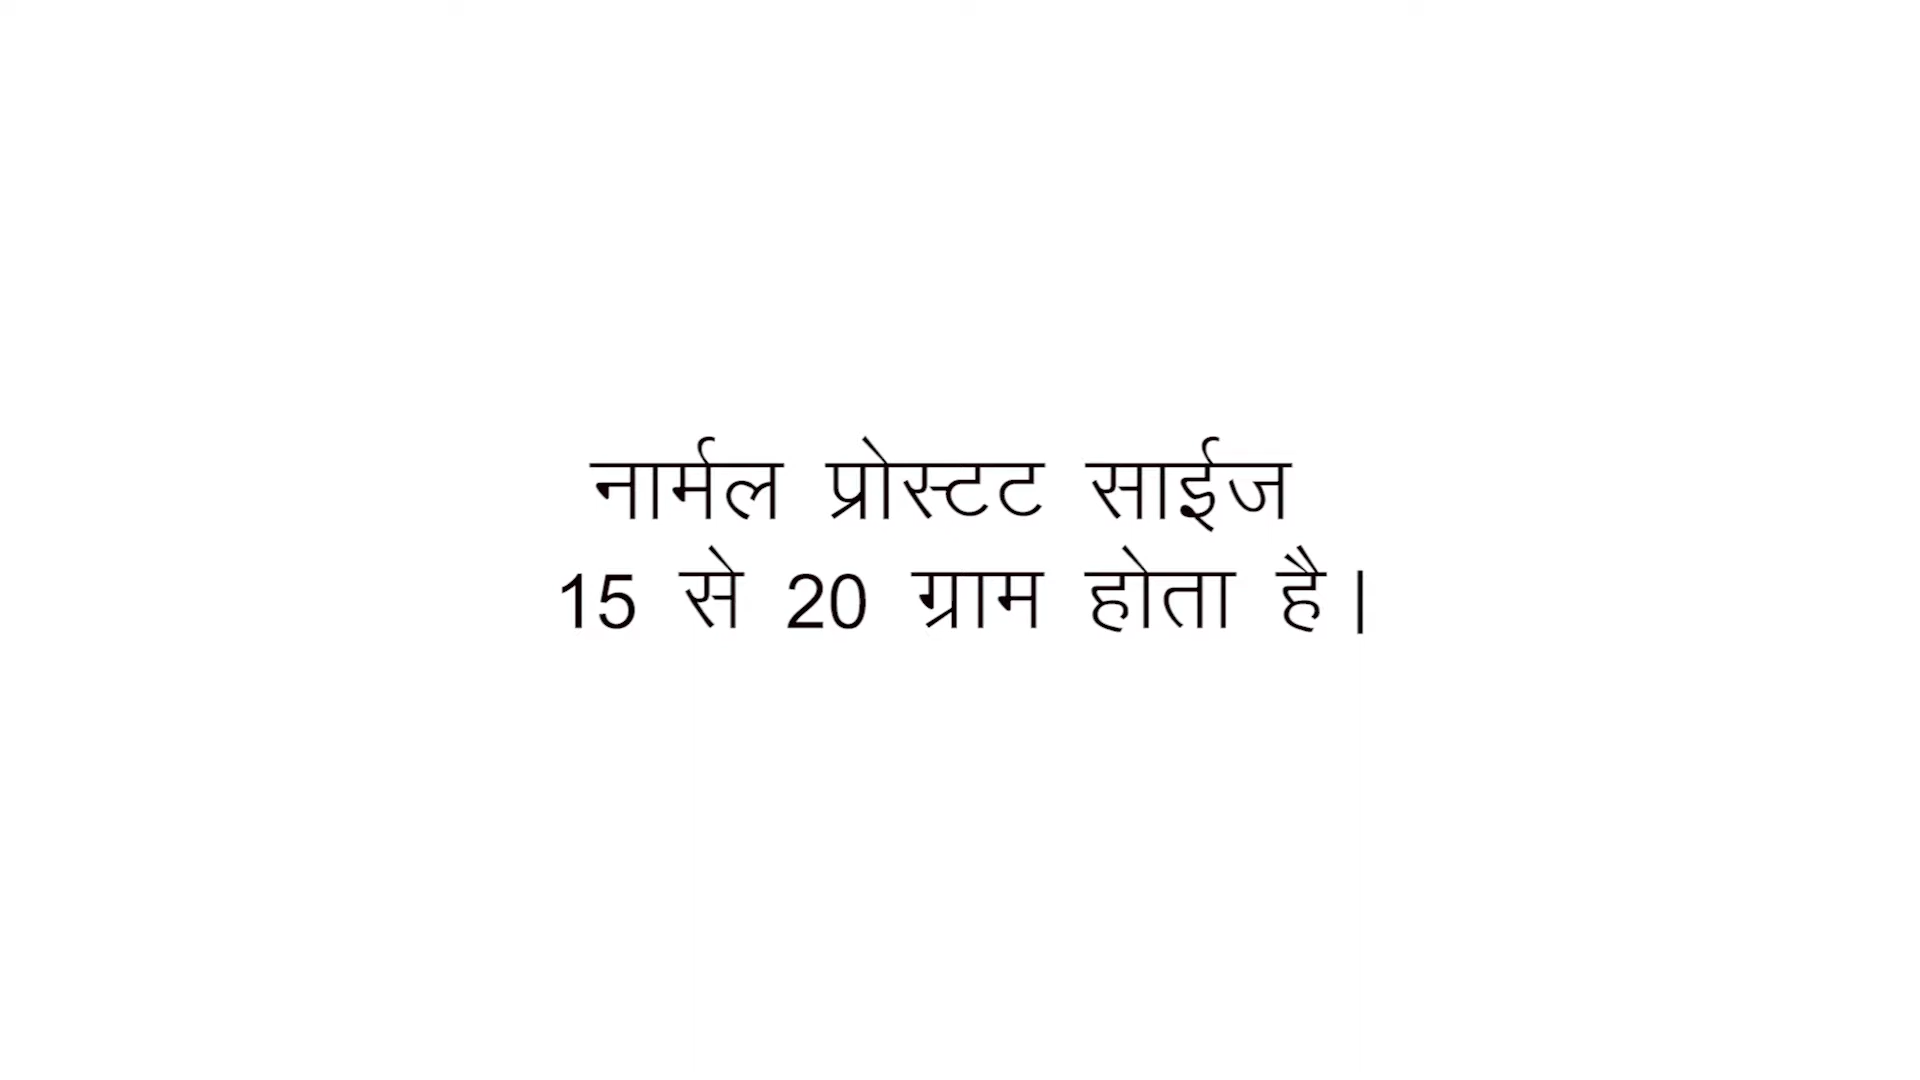 नार्मल प्रोस्टट साईज
15 से 20 ग्राम होता है।